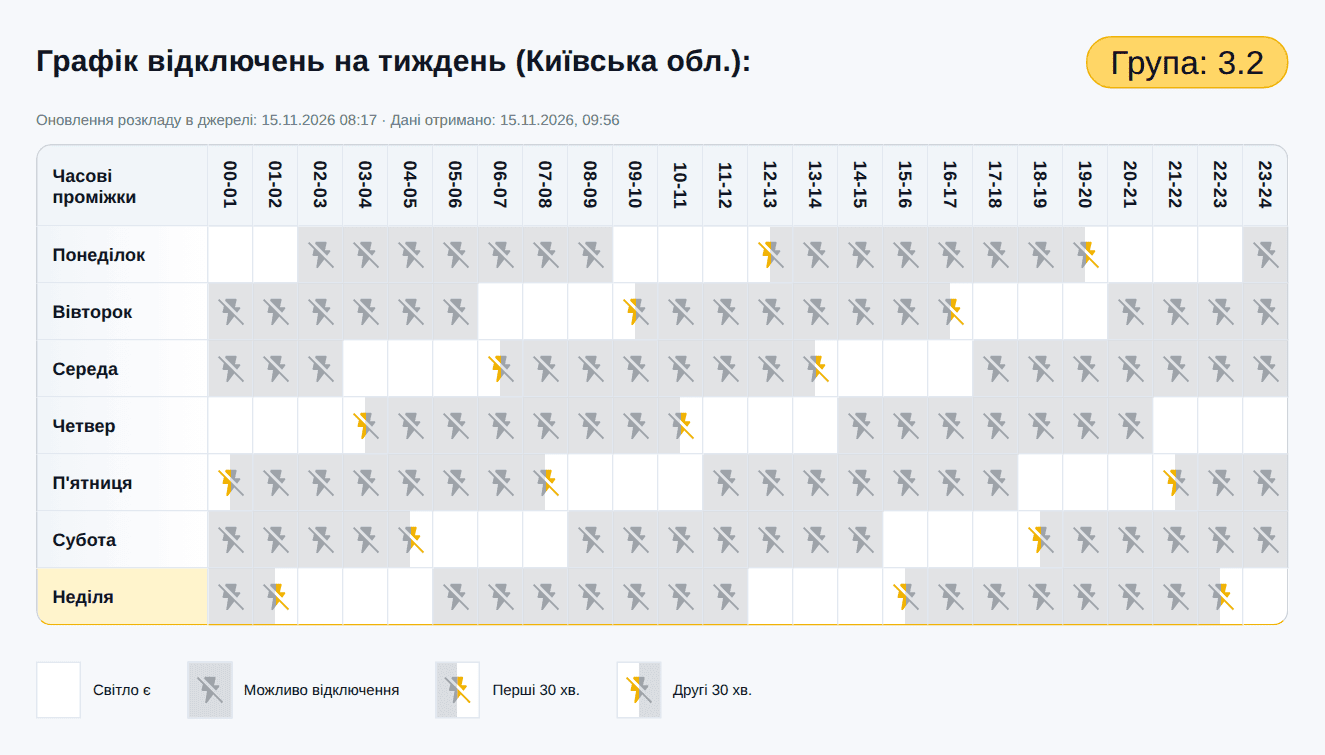 Графік відключень на тиждень (Київська обл.):
Група: 3.2
Оновлення розкладу в джерелі: 15.11.2026 08:17 · Дані отримано: 15.11.2026, 09:56
Часові
проміжки
00-01
01-02
02-03
03-04
04-05
05-06
06-07
07-08
08-09
09-10
10-11
11-12
12-13
13-14
14-15
15-16
16-17
17-18
18-19
19-20
20-21
21-22
22-23
23-24
Понеділок
Вівторок
Середа
Четвер
П'ятниця
Субота
Неділя
Світло є
Можливо відключення
Перші 30 хв.
Другі 30 хв.